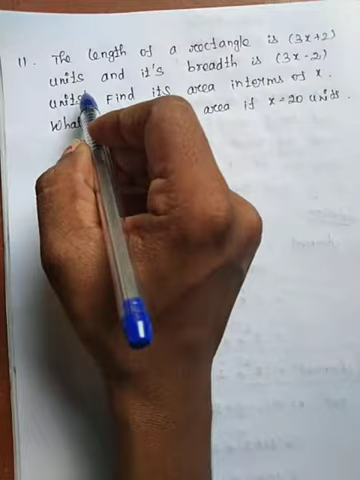 11. The length of a rectangle is (3x+2)
units and it's breadth is (3x-2)
units Find its area interms of x.
What area if x=20 units.